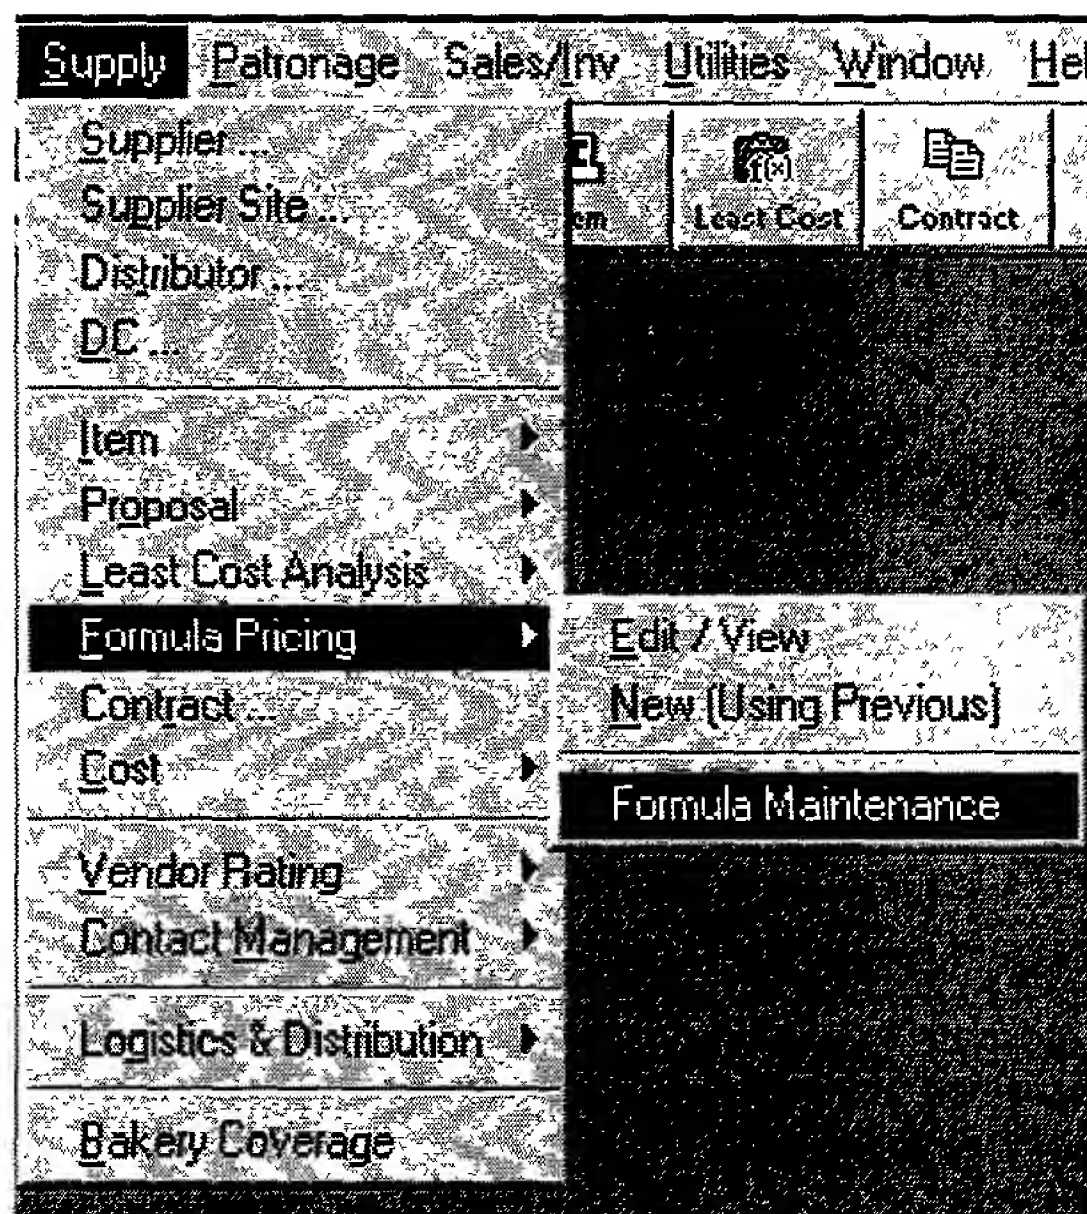 Supply Patronage Sales/Inv Utilities Window
Supplier ...
Supplier Site ...
Distributor ...
DC ...
Least Cost Contract
Item
Proposal
Least Cost Analysis
Formula Pricing
Contract ...
Cost
Edit / View
New (Using Previous)
Formula Maintenance
Vendor Rating
Contact Management
Logistics & Distribution
Bakery Coverage